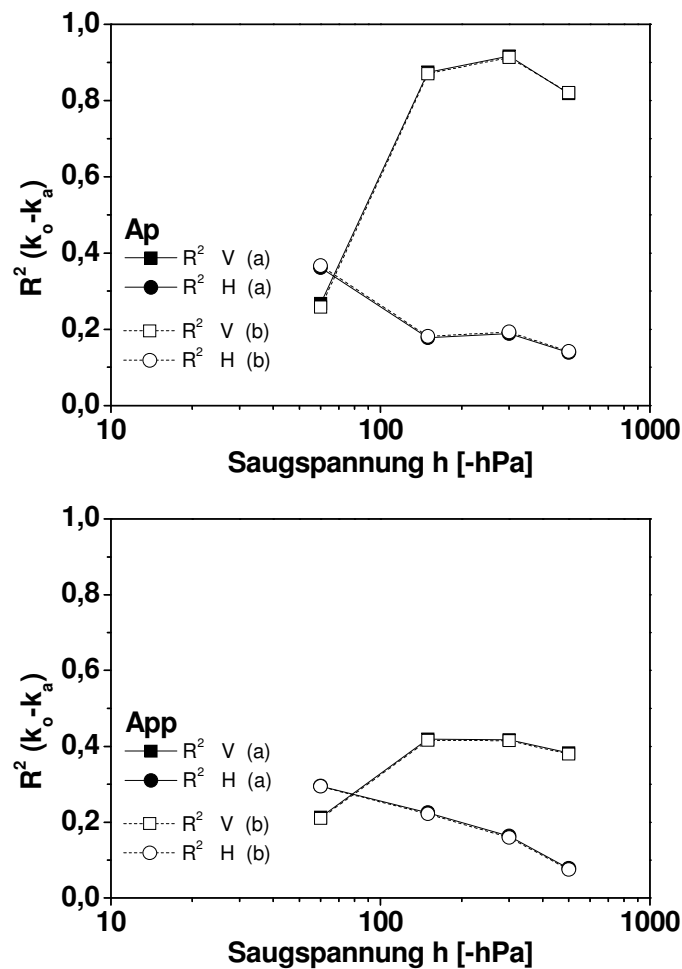 1,0
0,8
0,6
0,4
0,2
0,0
R² (kₒ-kₐ)
Ap
R² V (a)
R² H (a)
R² V (b)
R² H (b)
10 100 1000
Saugspannung h [-hPa]
1,0
0,8
0,6
0,4
0,2
0,0
R² (kₒ-kₐ)
App
R² V (a)
R² H (a)
R² V (b)
R² H (b)
10 100 1000
Saugspannung h [-hPa]